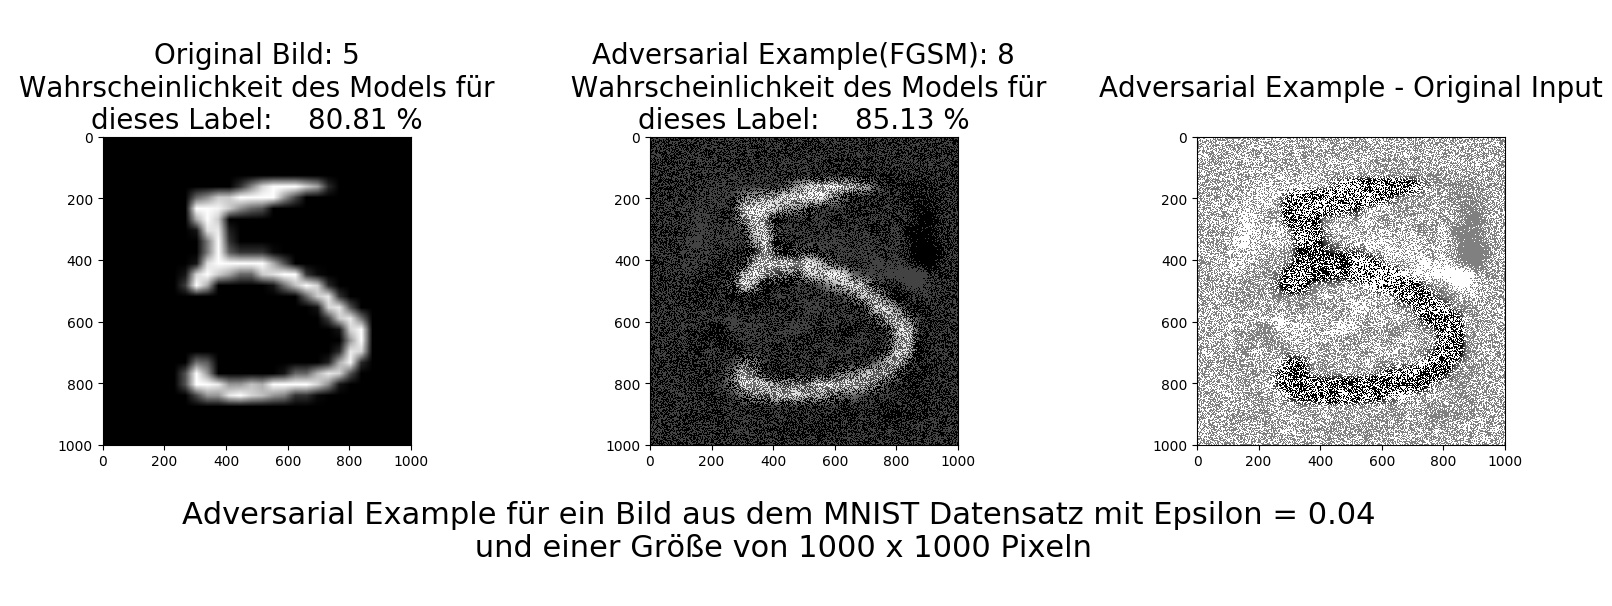 Original Bild: 5
Wahrscheinlichkeit des Models für
dieses Label: 80.81 %
0
200
400
600
800
1000
0 200 400 600 800 1000
Adversarial Example(FGSM): 8
Wahrscheinlichkeit des Models für
dieses Label: 85.13 %
0
200
400
600
800
1000
0 200 400 600 800 1000
Adversarial Example - Original Input
0
200
400
600
800
1000
0 200 400 600 800 1000
Adversarial Example für ein Bild aus dem MNIST Datensatz mit Epsilon = 0.04
und einer Größe von 1000 x 1000 Pixeln